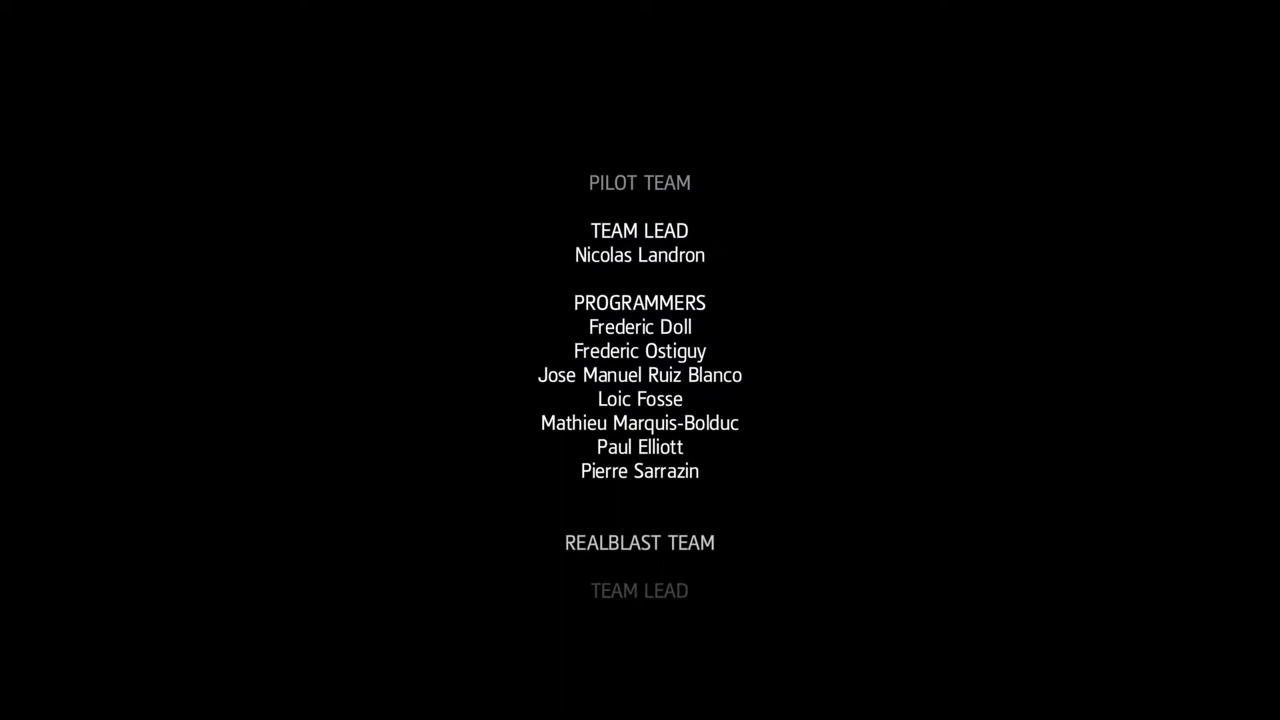 PILOT TEAM
TEAM LEAD
Nicolas Landron
PROGRAMMERS
Frederic Doll
Frederic Ostiguy
Jose Manuel Ruiz Blanco
Loic Fosse
Mathieu Marquis-Bolduc
Paul Elliott
Pierre Sarrazin
REALBLAST TEAM
TEAM LEAD